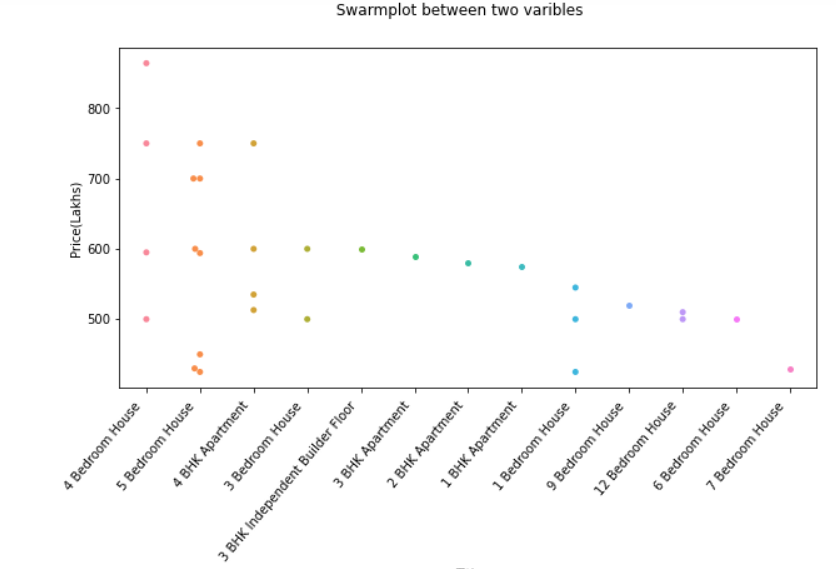 Swarmplot between two varibles
Price(Lakhs)
800
700
600
500
4 Bedroom House
5 Bedroom House
4 BHK Apartment
3 Bedroom House
3 BHK Independent Builder Floor
3 BHK Apartment
2 BHK Apartment
1 BHK Apartment
1 Bedroom House
9 Bedroom House
12 Bedroom House
6 Bedroom House
7 Bedroom House